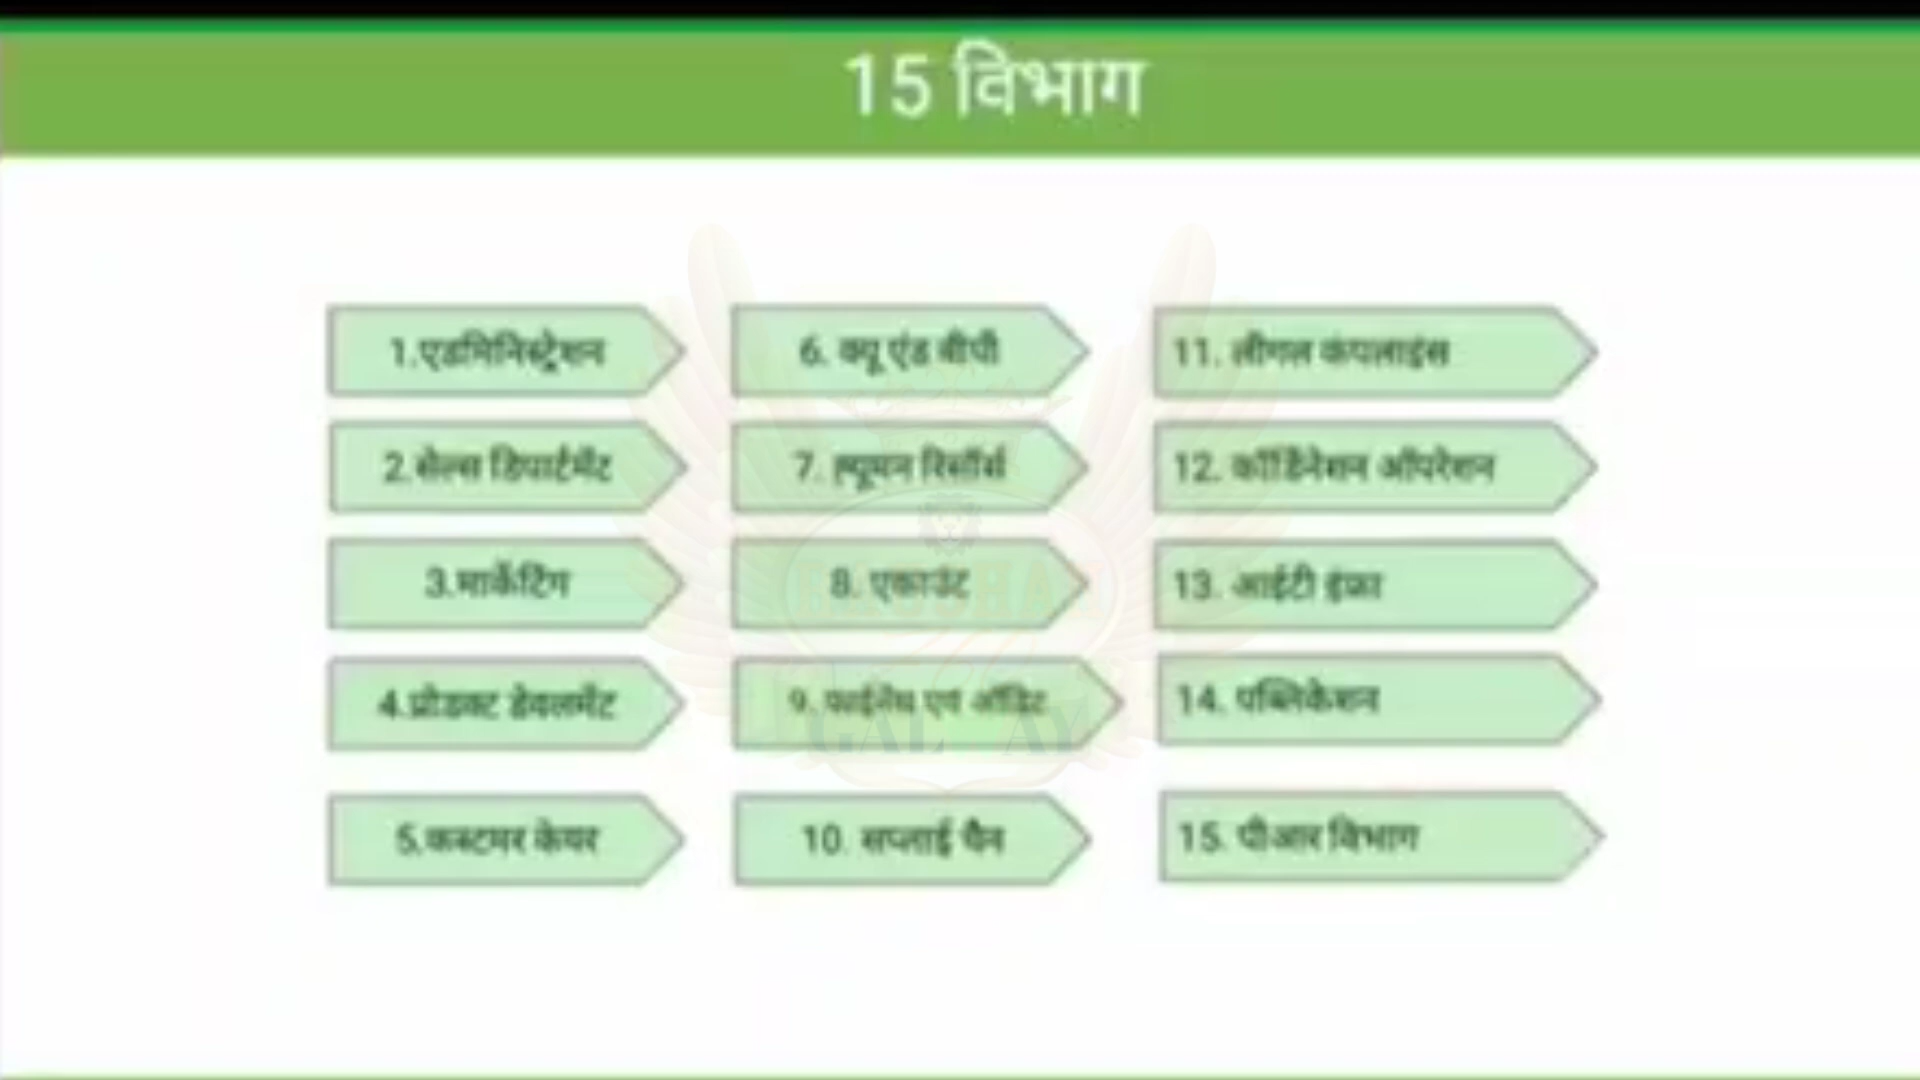 15 विभाग
1.एडमिनिस्ट्रेशन
2.सेल्स डिपार्टमेंट
3.मार्केटिंग
4.प्रोडक्ट डेवलमेंट
5.कस्टमर केयर
6. क्यू एंड बीपी
7. ह्यूमन रिसॉर्स
8. एकाउंट
9. फाईनेंस एवं ऑडिट
10. सप्लाई चैन
11. लीगल कंपलाइंस
12. कॉर्डिनेशन ऑपरेशन
13. आईटी इंफ्रा
14. पब्लिकेशन
15. पीआर विभाग